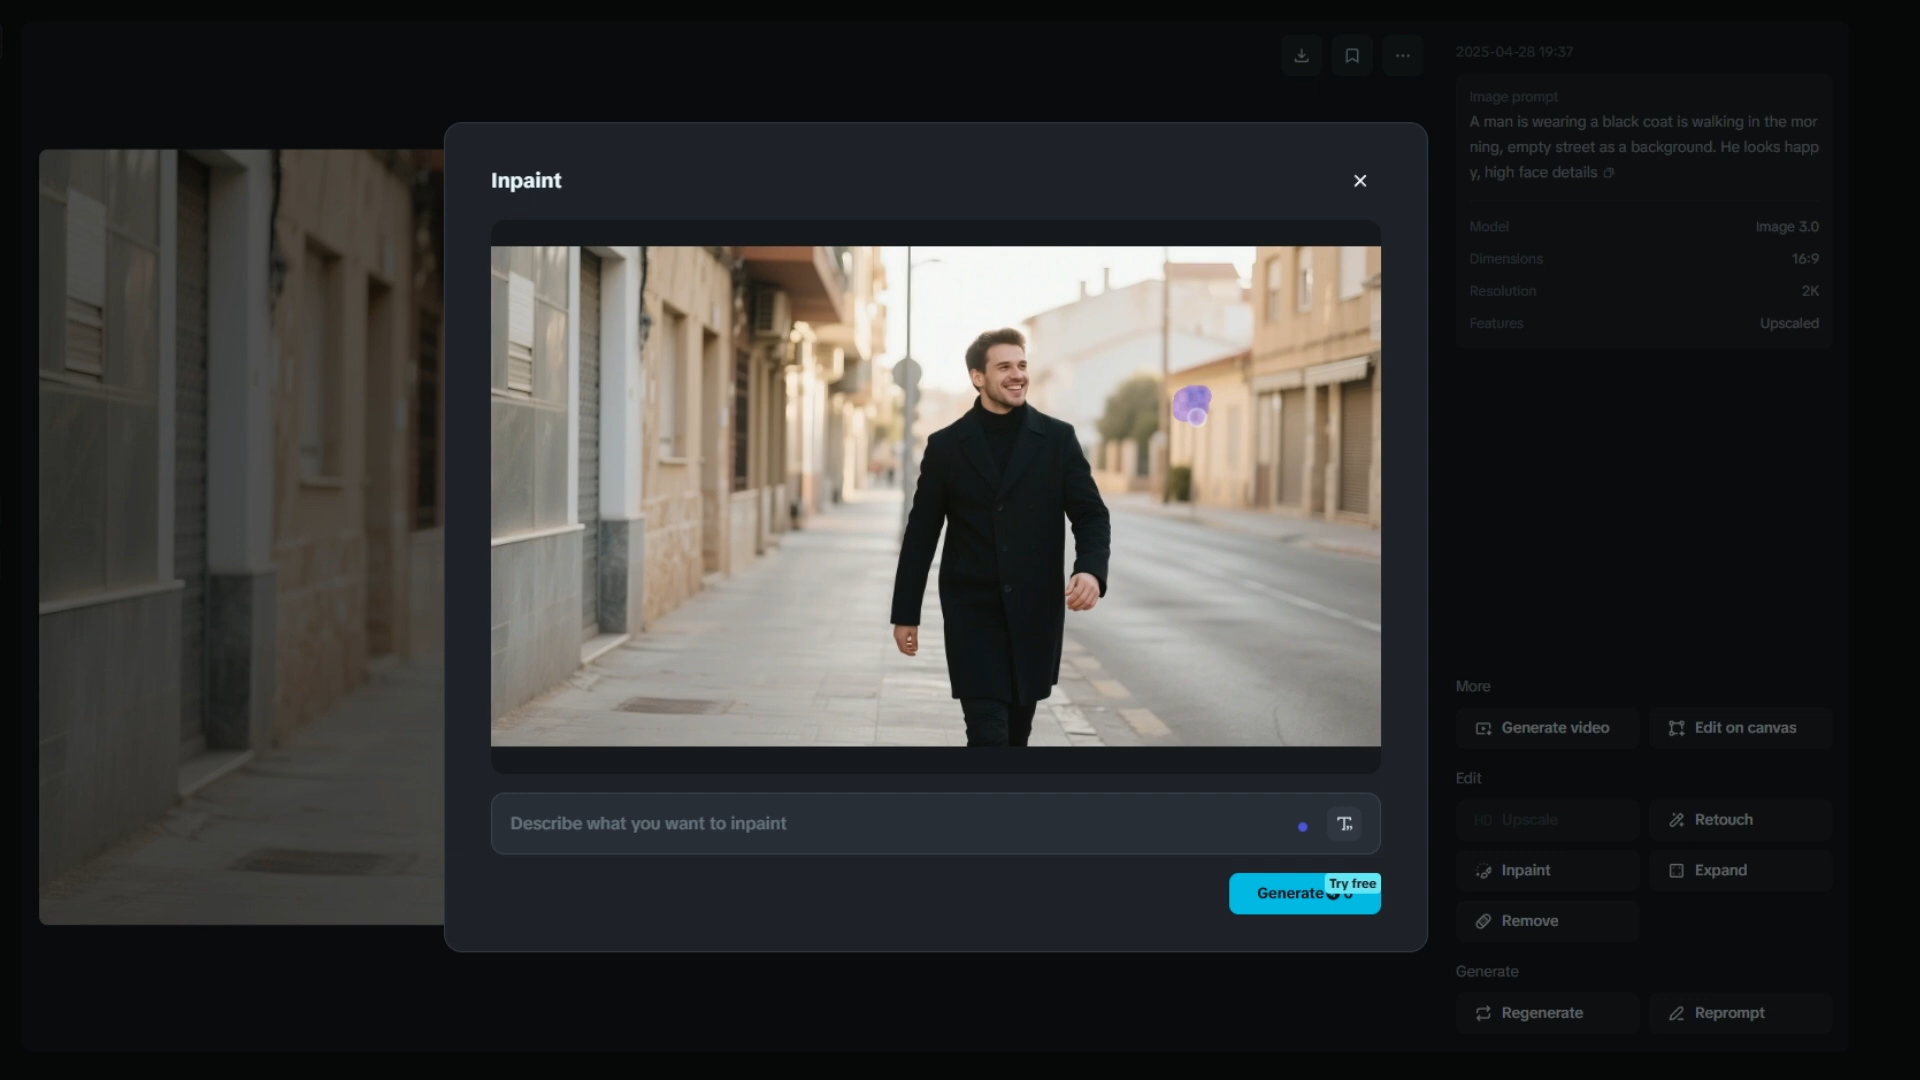 2025-04-28 19:37
Image prompt
A man is wearing a black coat is walking in the mor
ning, empty street as a background. He looks happ
y, high face details
Inpaint
Model Image 3.0
Dimensions 16:9
Resolution 2K
Features Upscaled
More
Generate video Edit on canvas
Edit
HD Upscale Retouch
Inpaint Expand
Remove
Generate
Regenerate Reprompt
Describe what you want to inpaint
Try free
Generate